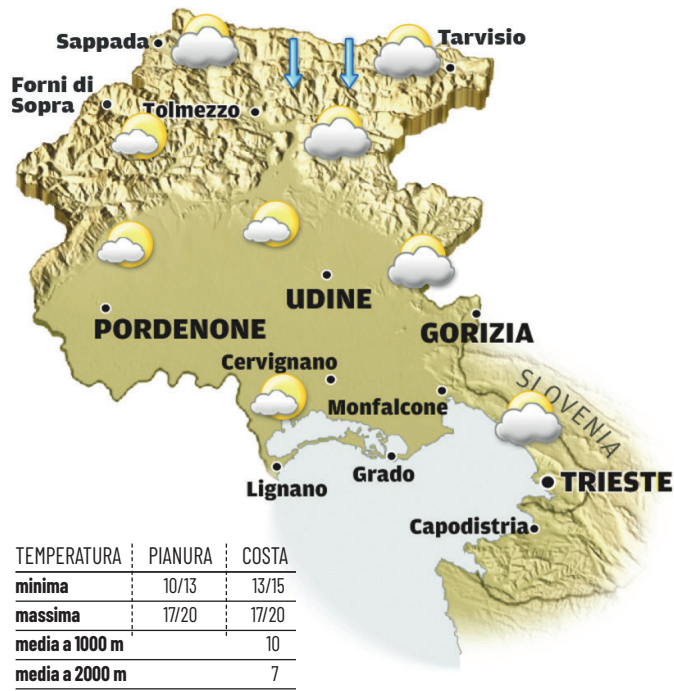 Sappada
Tarvisio
Forni di
Sopra
Tolmezzo
UDINE
PORDENONE
GORIZIA
Cervignano
SLOVENIA
Monfalcone
Grado
Lignano
TRIESTE
Capodistria
TEMPERATURA PIANURA COSTA
minima 10/13 13/15
massima 17/20 17/20
media a 1000 m 10
media a 2000 m 7